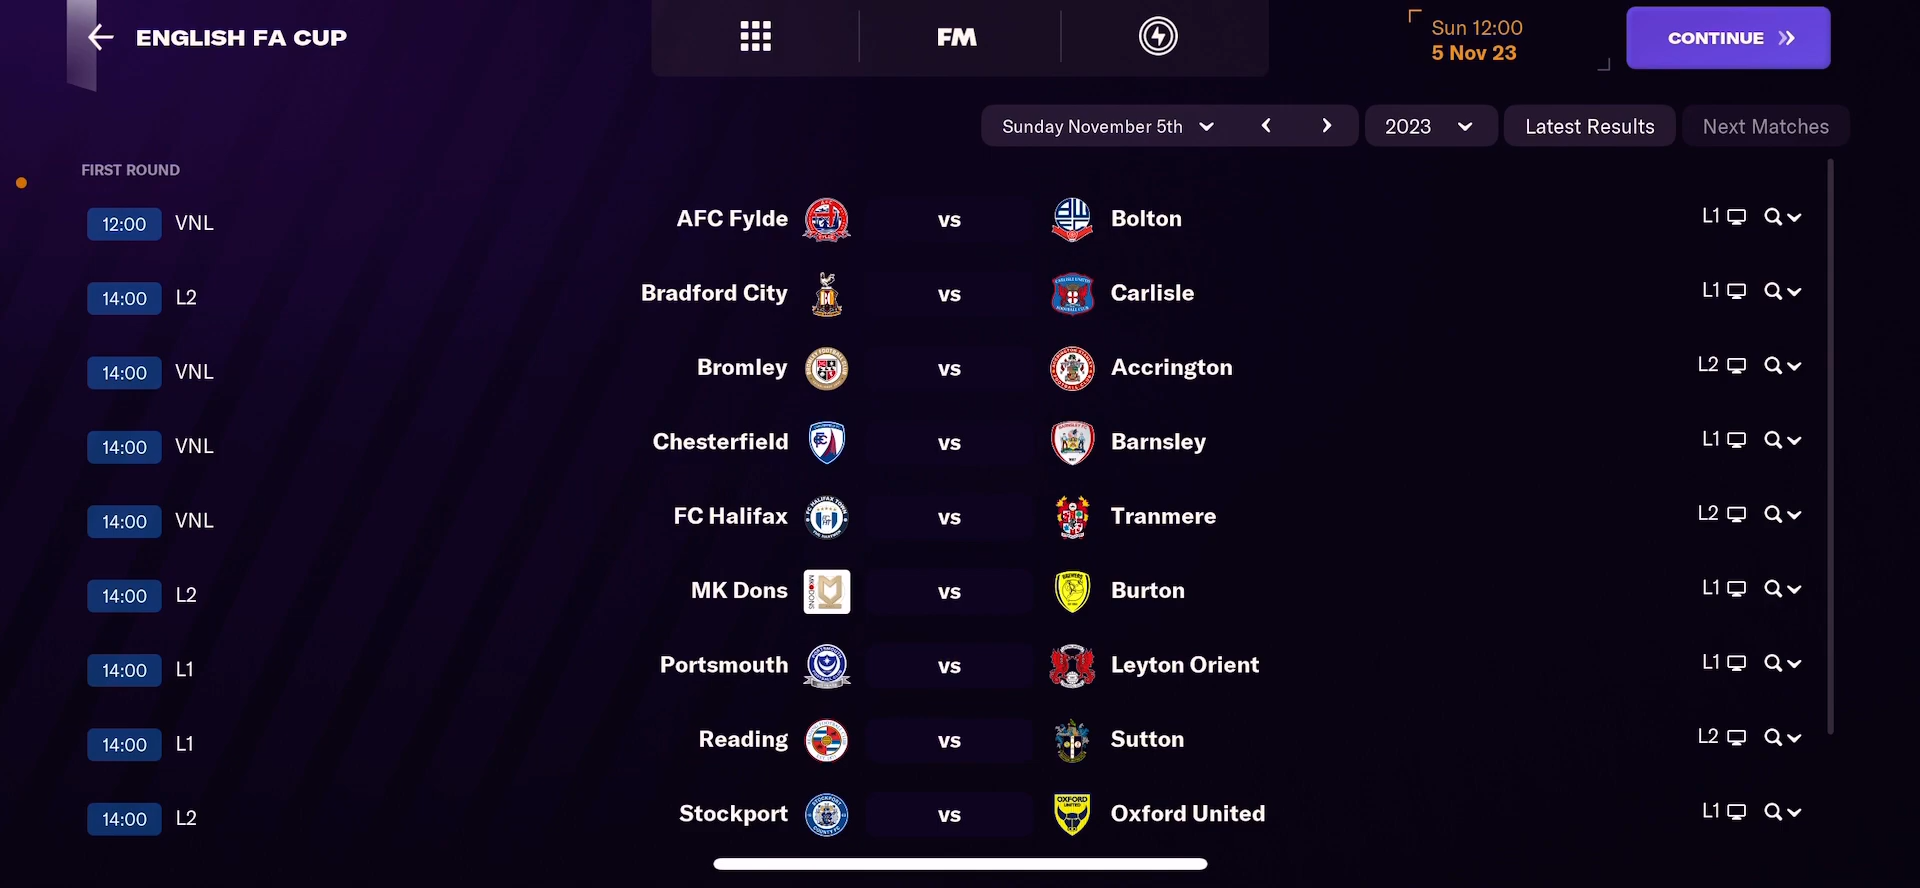 ENGLISH FA CUP
FM
Sun 12:00
5 Nov 23
CONTINUE
Sunday November 5th
2023
Latest Results
Next Matches
FIRST ROUND
12:00 VNL AFC Fylde vs Bolton L1
14:00 L2 Bradford City vs Carlisle L1
14:00 VNL Bromley vs Accrington L2
14:00 VNL Chesterfield vs Barnsley L1
14:00 VNL FC Halifax vs Tranmere L2
14:00 L2 MK Dons vs Burton L1
14:00 L1 Portsmouth vs Leyton Orient L1
14:00 L1 Reading vs Sutton L2
14:00 L2 Stockport vs Oxford United L1